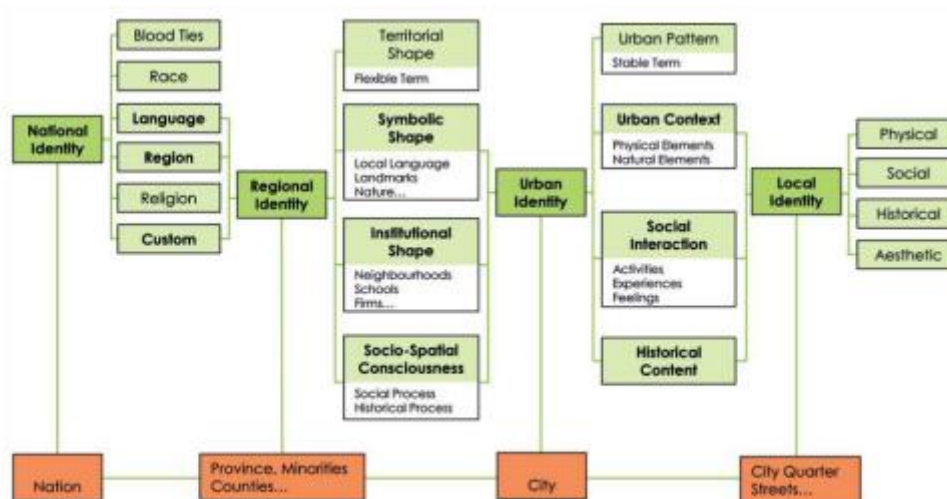 National
Identity
Blood Ties
Race
Language
Region
Religion
Custom
Regional
Identity
Territorial
Shape
Flexible Term
Symbolic
Shape
Local Language
Landmarks
Nature...
Institutional
Shape
Neighbourhoods
Schools
Firms...
Socio-Spatial
Consciousness
Social Process
Historical Process
Urban
Identity
Urban Pattern
Stable Term
Urban Context
Physical Elements
Natural Elements
Social
Interaction
Activities
Experiences
Feelings
Historical
Content
Local
Identity
Physical
Social
Historical
Aesthetic
Nation
Province, Minorities
Counties...
City
City Quarter
Streets...